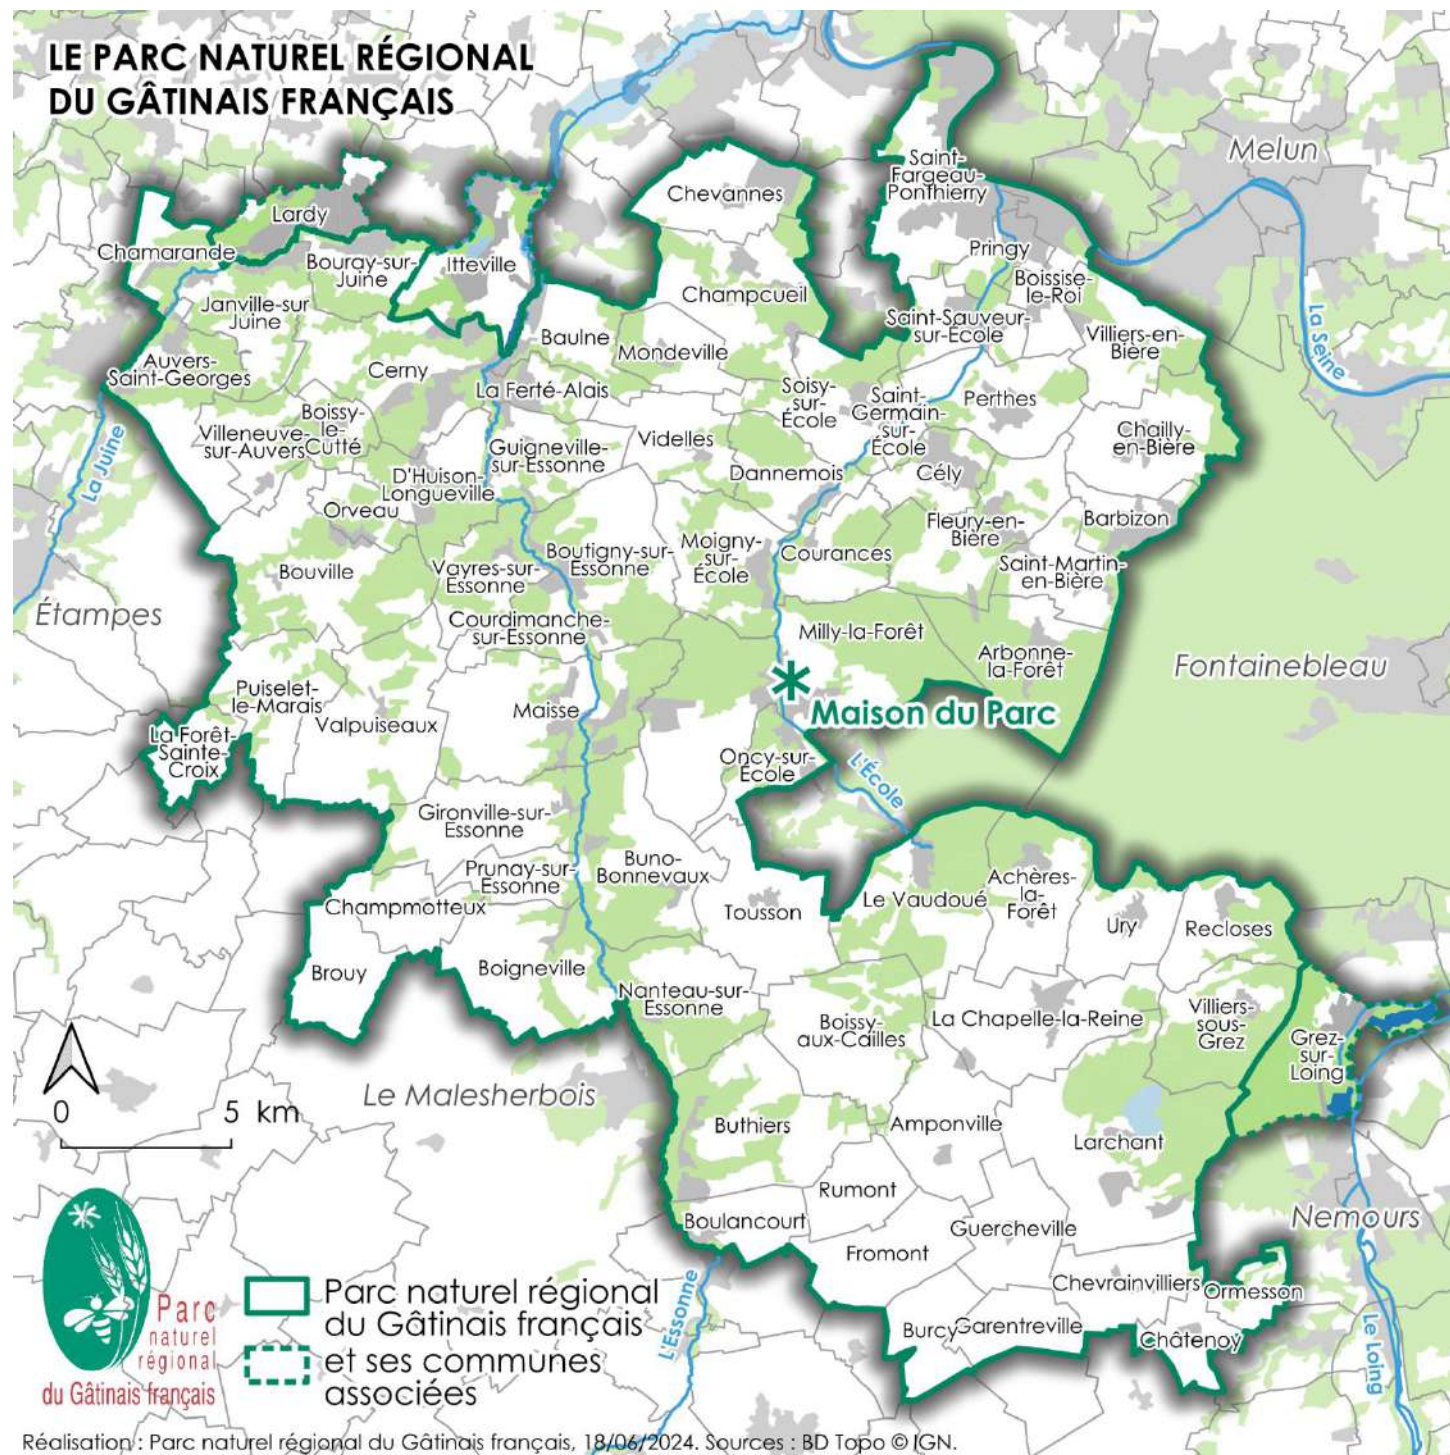 LE PARC NATUREL RÉGIONAL
DU GÂTINAIS FRANÇAIS
Melun
Saint-
Fargeau-
Ponthierry
Chevannes
Lardy
Chamarande
Pringy
Bouray-sur-
Juine
Itteville
Boissise-
le-Roi
Champcueil
Janville-sur
Juine
Saint-Sauveur-
sur-École
La Seine
Baulne
Mondeville
Villiers-en-
Bière
Auvers-
Saint-Georges
Cerny
La Ferté-Alais
Soisy-
sur-
École
Saint-
Germain-
sur-
École
Perthes
Boissy-
le-
Cutté
Villeneuve-
sur-Auvers
Videlles
Chailly-
en-Bière
Guigneville-
sur-Essonne
La Juine
D'Huison-
Longueville
Dannemois
Cély
Orveau
Fleury-en-
Bière
Barbizon
Bouville
Vayres-sur-
Essonne
Boutigny-sur-
Essonne
Moigny-
sur-
École
Courances
Saint-Martin-
en-Bière
Étampes
Courdimanche-
sur-Essonne
Milly-la-Forêt
Arbonne-
la-Forêt
Fontainebleau
Puiselet-
le-Marais
Valpuiseaux
Maisse
Maison du Parc
La Forêt-
Sainte-
Croix
Oncy-sur-
École
L'École
Gironville-sur-
Essonne
Prunay-sur-
Essonne
Buno-
Bonnevaux
Champmotteux
Tousson
Le Vaudoué
Achères-
la-
Forêt
Ury
Recloses
Brouy
Boigneville
Nanteau-sur-
Essonne
Boissy-
aux-Cailles
La Chapelle-la-Reine
Villiers-
sous-
Grez
Grez-
sur-
Loing
Le Malesherbois
0 5 km
Buthiers
Amponville
Larchant
Rumont
Boulancourt
Guercheville
Nemours
Fromont
Chevrainvilliers
Ormesson
Burcy
Garentreville
Châtenoy
L'Essonne
Le Loing
Parc
naturel
régional
du Gâtinais français
Parc naturel régional
du Gâtinais français
et ses communes
associées
Réalisation : Parc naturel régional du Gâtinais français, 18/06/2024. Sources : BD Topo © IGN.